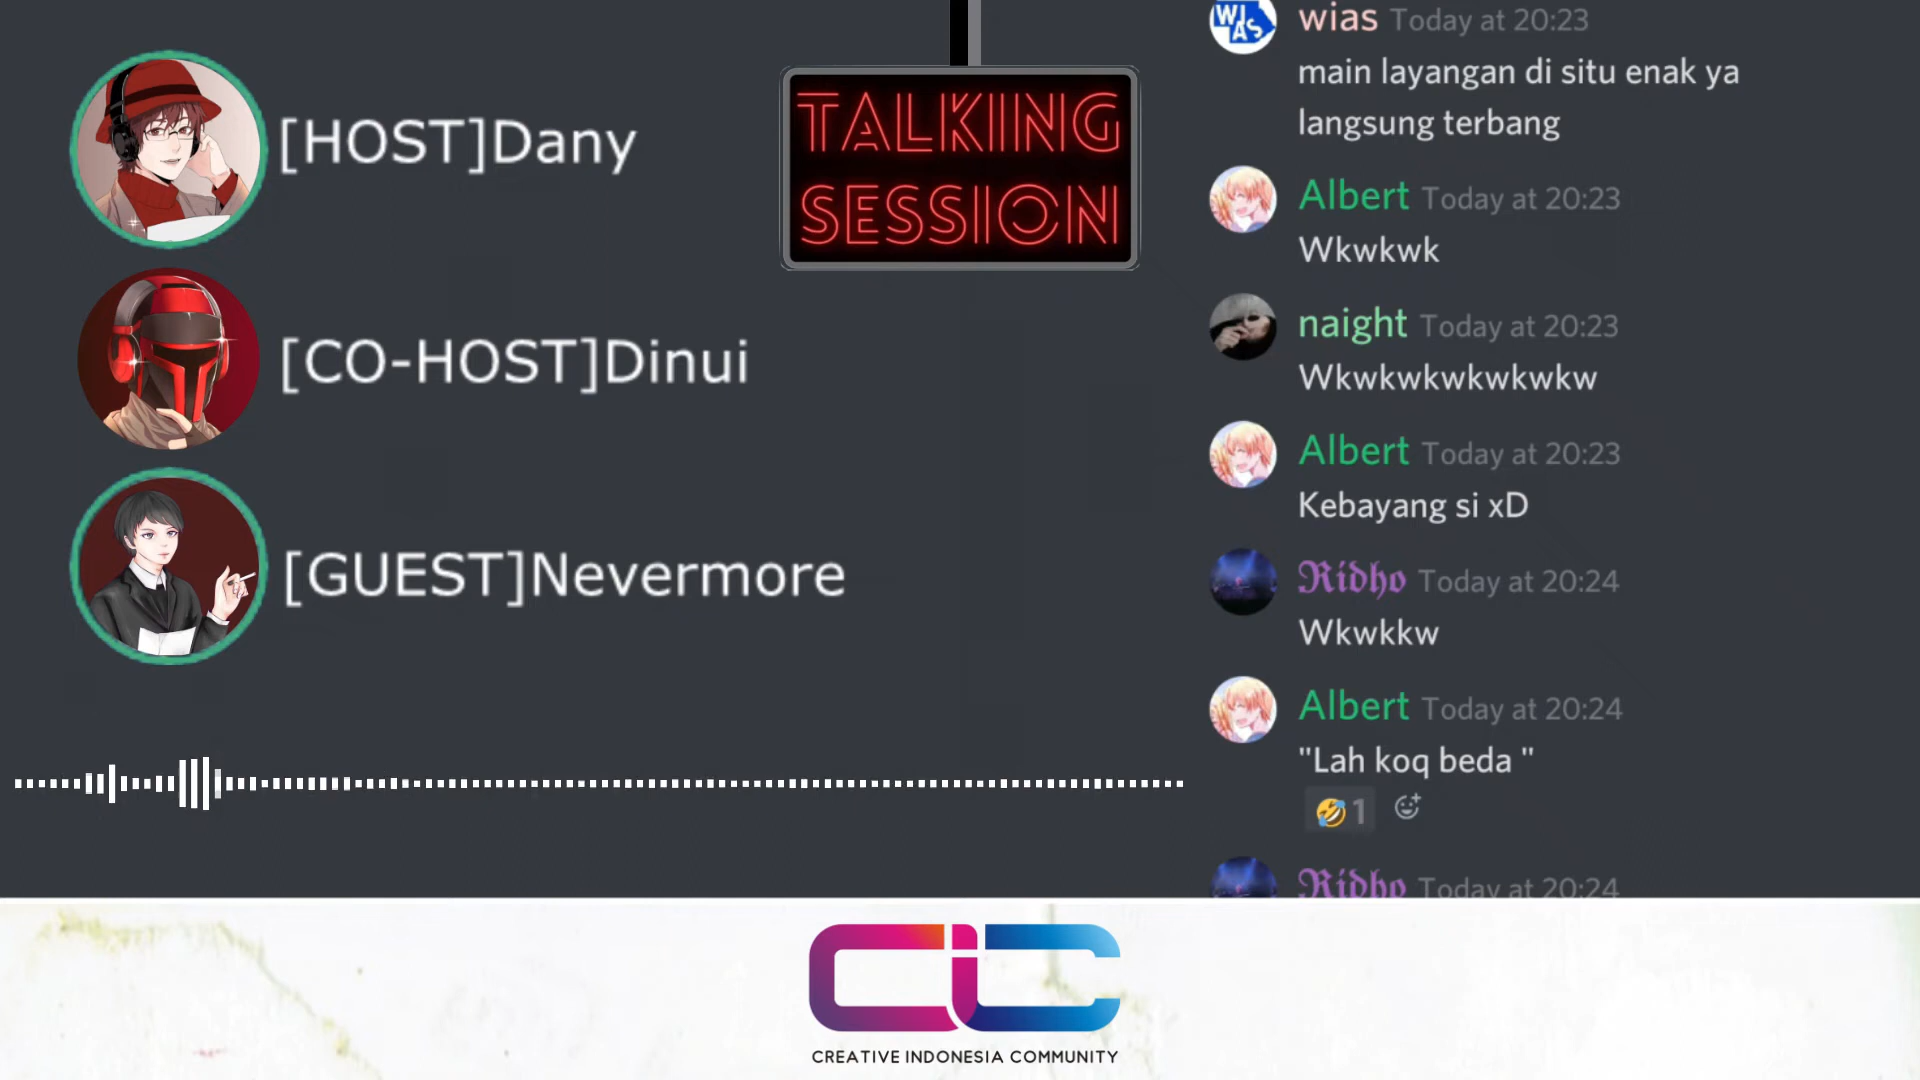 [HOST]Dany
[CO-HOST]Dinui
[GUEST]Nevermore
TALKING
SESSION
WIAS
wias Today at 20:23
main layangan di situ enak ya
langsung terbang
Albert Today at 20:23
Wkwkwk
naight Today at 20:23
Wkwkwkwkwkwkw
Albert Today at 20:23
Kebayang si xD
Ridho Today at 20:24
Wkwkkw
Albert Today at 20:24
"Lah koq beda "
🤣 1
Ridho Today at 20:24
CIC
CREATIVE INDONESIA COMMUNITY